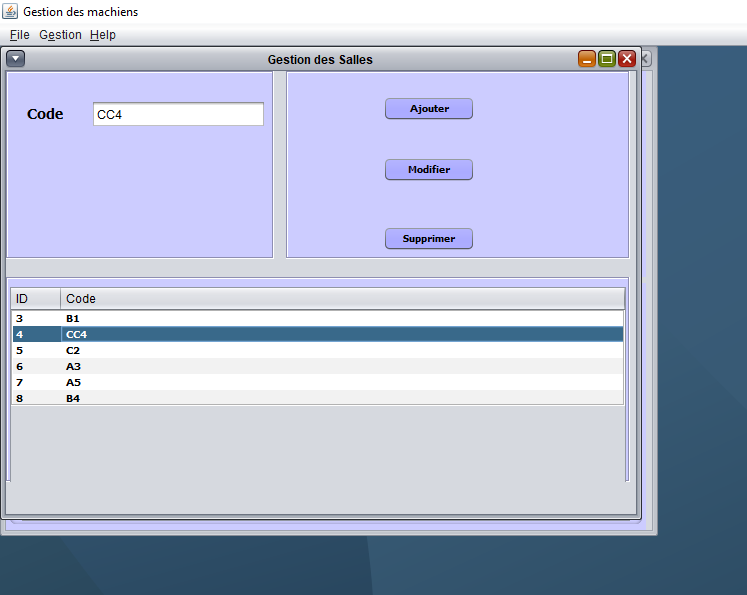 Gestion des machiens
File Gestion Help
Gestion des Salles
Code CC4
Ajouter
Modifier
Supprimer
ID Code
3 B1
4 CC4
5 C2
6 A3
7 A5
8 B4